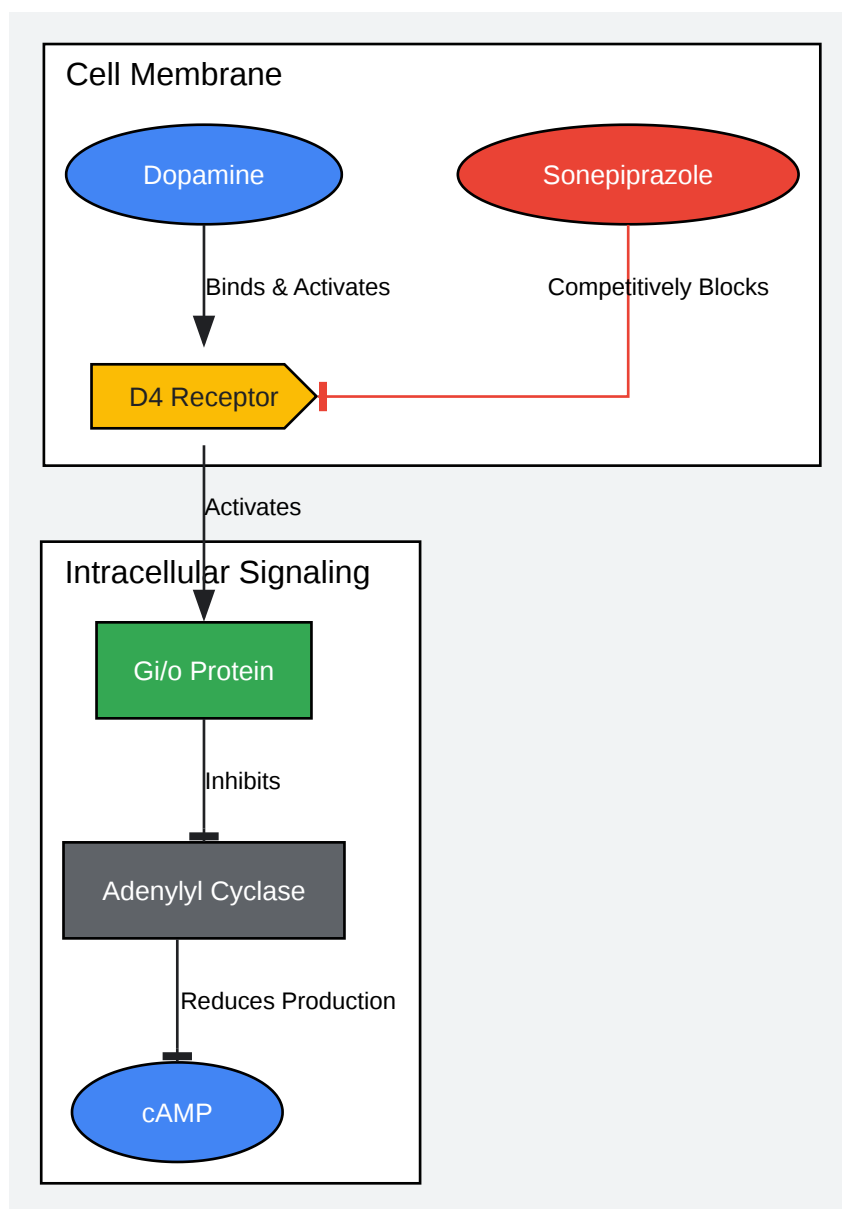 Cell Membrane
Dopamine
Sonepiprazole
Binds & Activates
Competitively Blocks
D4 Receptor
Activates
Intracellular Signaling
Gi/o Protein
Inhibits
Adenylyl Cyclase
Reduces Production
cAMP